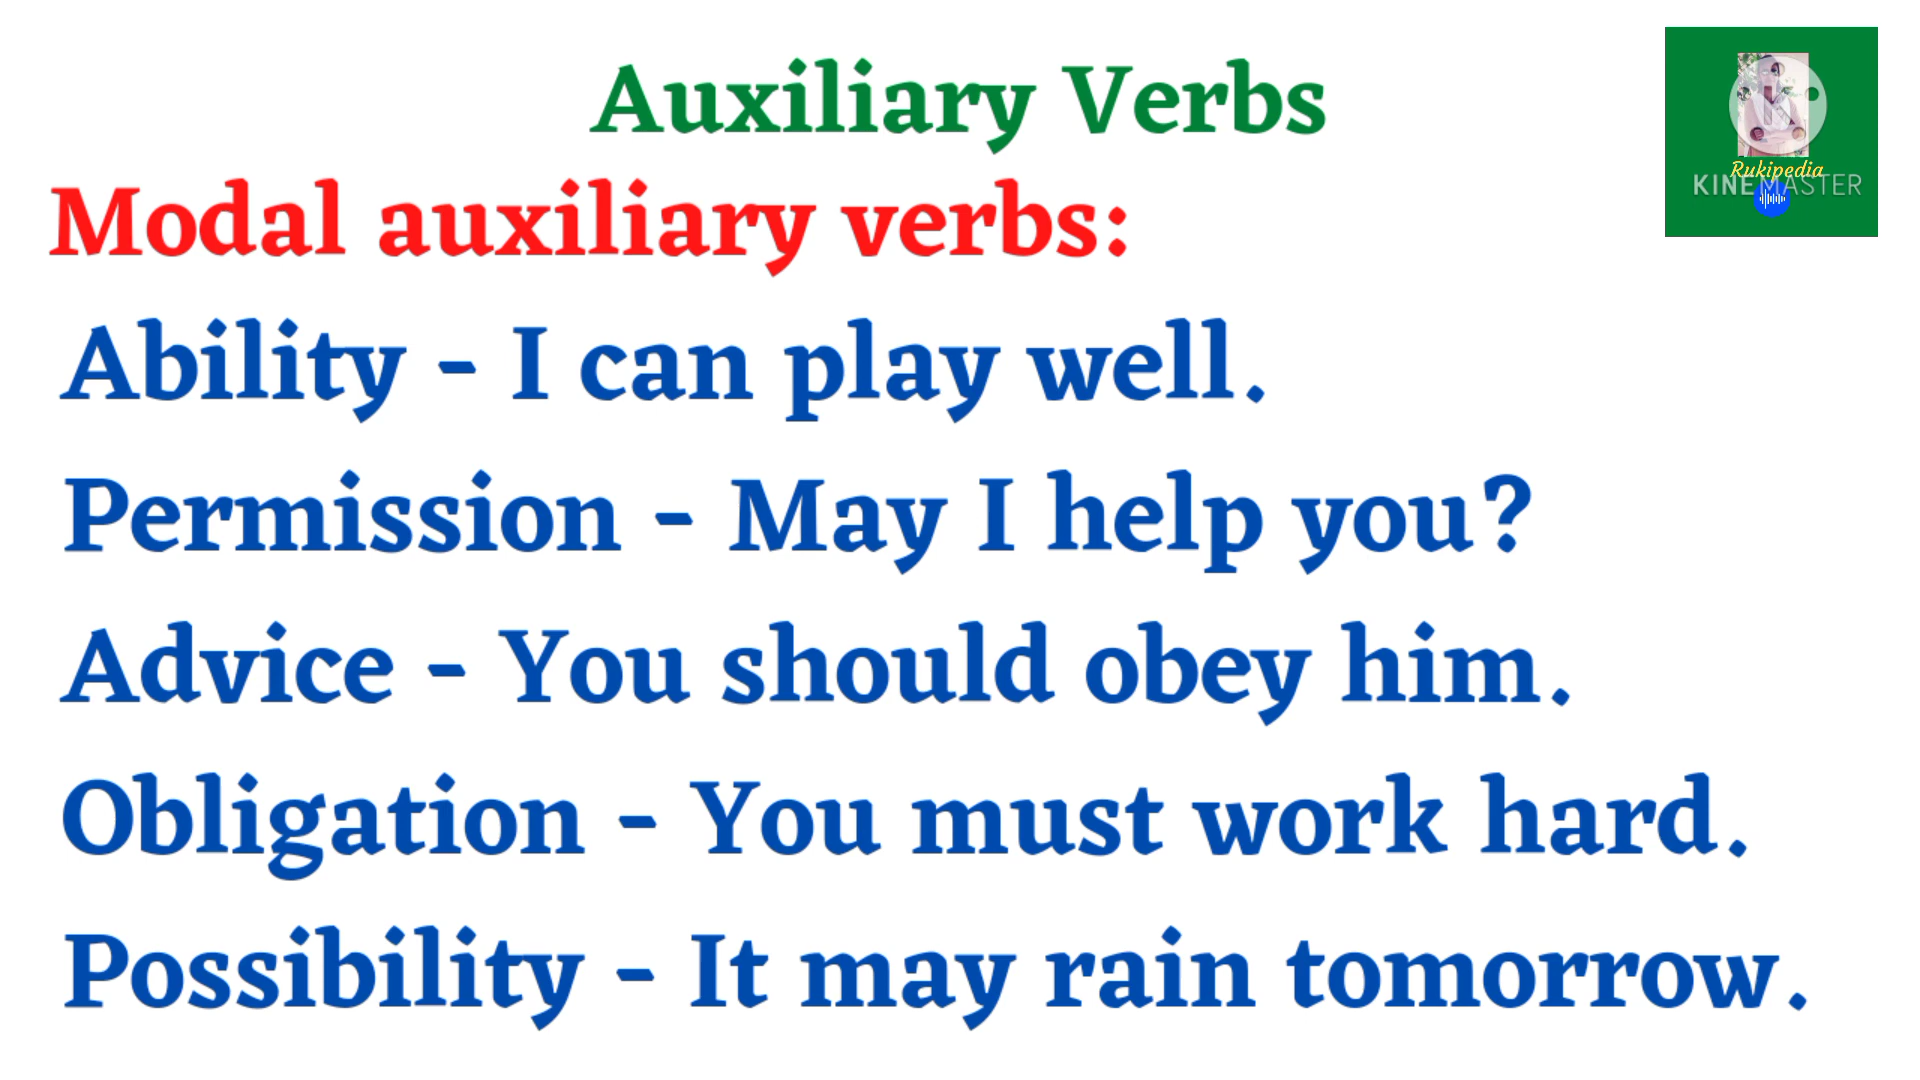 Auxiliary Verbs
Modal auxiliary verbs:
Ability - I can play well.
Permission - May I help you?
Advice - You should obey him.
Obligation - You must work hard.
Possibility - It may rain tomorrow.
Rukipedia
KINEMASTER